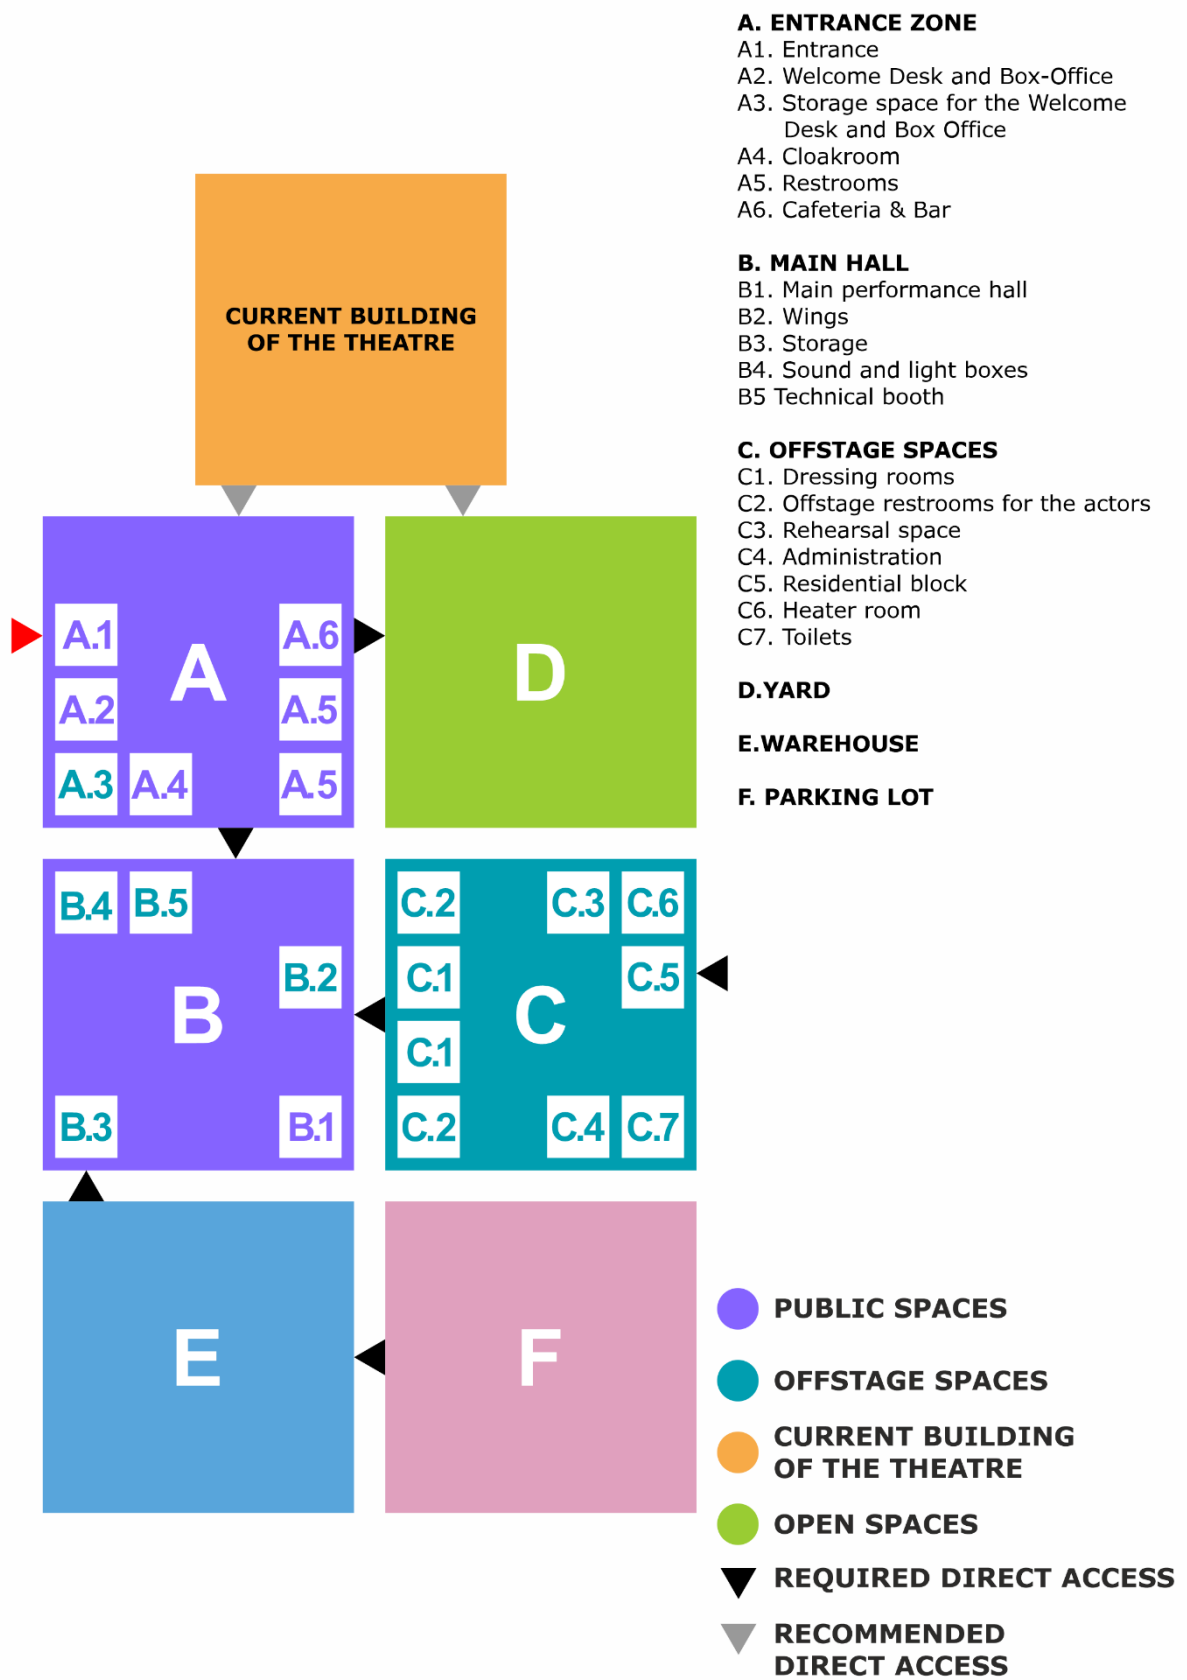 A. ENTRANCE ZONE
A1. Entrance
A2. Welcome Desk and Box-Office
A3. Storage space for the Welcome
Desk and Box Office
A4. Cloakroom
A5. Restrooms
A6. Cafeteria & Bar
B. MAIN HALL
B1. Main performance hall
B2. Wings
B3. Storage
B4. Sound and light boxes
B5 Technical booth
C. OFFSTAGE SPACES
C1. Dressing rooms
C2. Offstage restrooms for the actors
C3. Rehearsal space
C4. Administration
C5. Residential block
C6. Heater room
C7. Toilets
D.YARD
E.WAREHOUSE
F. PARKING LOT
CURRENT BUILDING
OF THE THEATRE
A.1
A.6
A
A.2
A.5
A.3
A.4
A.5
D
B.4
B.5
B.2
B
B.3
B.1
C.2
C.3
C.6
C.1
C.5
C
C.1
C.2
C.4
C.7
E
F
PUBLIC SPACES
OFFSTAGE SPACES
CURRENT BUILDING
OF THE THEATRE
OPEN SPACES
REQUIRED DIRECT ACCESS
RECOMMENDED
DIRECT ACCESS